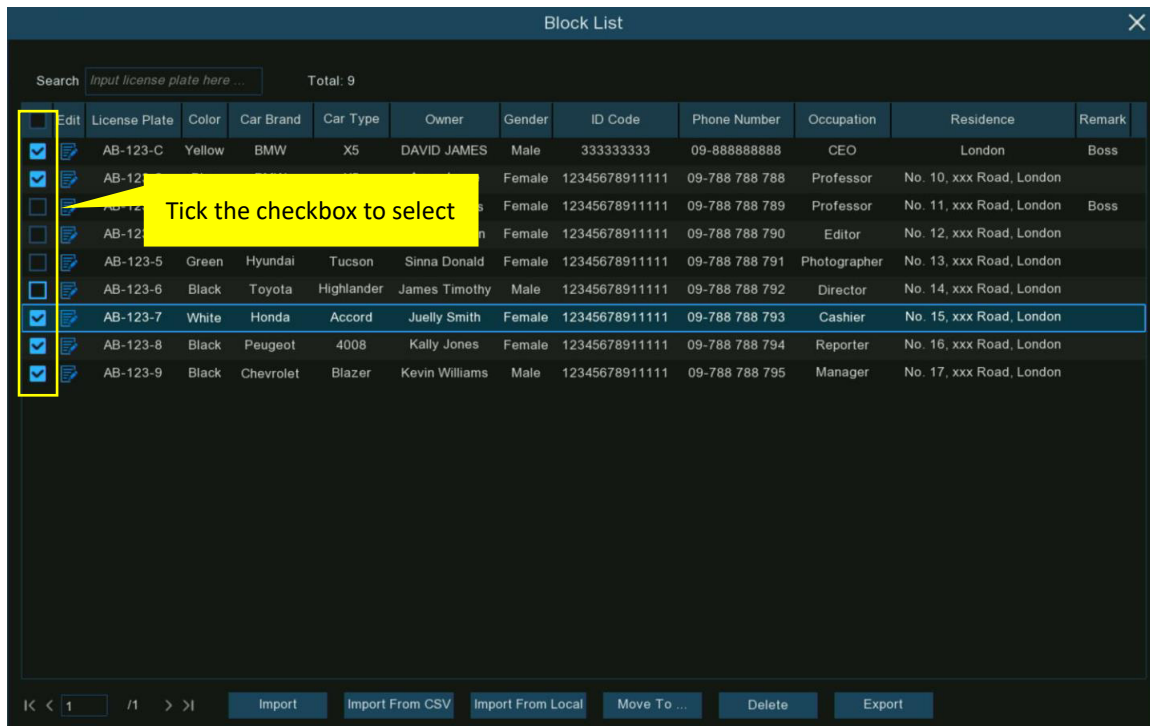 Block List
Search Input license plate here ... Total: 9
Edit License Plate Color Car Brand Car Type Owner Gender ID Code Phone Number Occupation Residence Remark
AB-123-C Yellow BMW X5 DAVID JAMES Male 333333333 09-888888888 CEO London Boss
Female 12345678911111 09-788 788 788 Professor No. 10, xxx Road, London
Female 12345678911111 09-788 788 789 Professor No. 11, xxx Road, London Boss
Tick the checkbox to select
Female 12345678911111 09-788 788 790 Editor No. 12, xxx Road, London
AB-123-5 Green Hyundai Tucson Sinna Donald Female 12345678911111 09-788 788 791 Photographer No. 13, xxx Road, London
AB-123-6 Black Toyota Highlander James Timothy Male 12345678911111 09-788 788 792 Director No. 14, xxx Road, London
AB-123-7 White Honda Accord Juelly Smith Female 12345678911111 09-788 788 793 Cashier No. 15, xxx Road, London
AB-123-8 Black Peugeot 4008 Kally Jones Female 12345678911111 09-788 788 794 Reporter No. 16, xxx Road, London
AB-123-9 Black Chevrolet Blazer Kevin Williams Male 12345678911111 09-788 788 795 Manager No. 17, xxx Road, London
1 /1 Import Import From CSV Import From Local Move To ... Delete Export